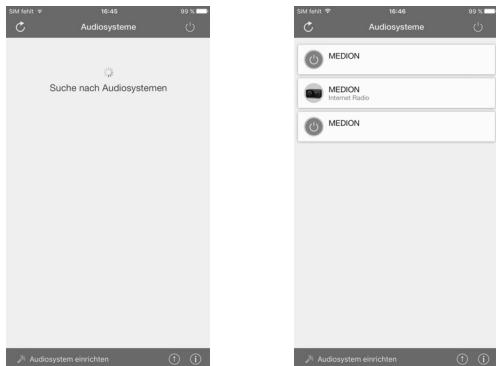 SIM fehlt 16:45 99 %
Audiosysteme
Suche nach Audiosystemen
Audiosystem einrichten
SIM fehlt 16:46 99 %
Audiosysteme
MEDION
MEDION
Internet Radio
MEDION
Audiosystem einrichten